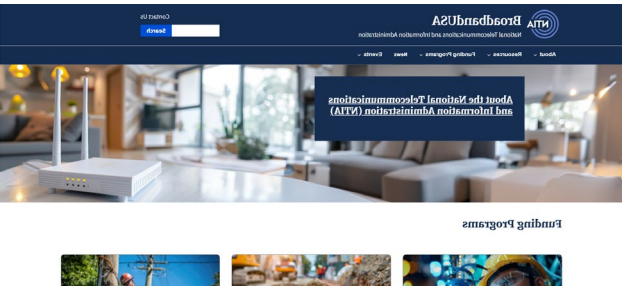 Contact Us
Search
NTIA
BroadbandUSA
National Telecommunications and Information Administration
About
Resources
Funding Programs
News
Events
About the National Telecommunications
and Information Administration (NTIA)
Funding Programs